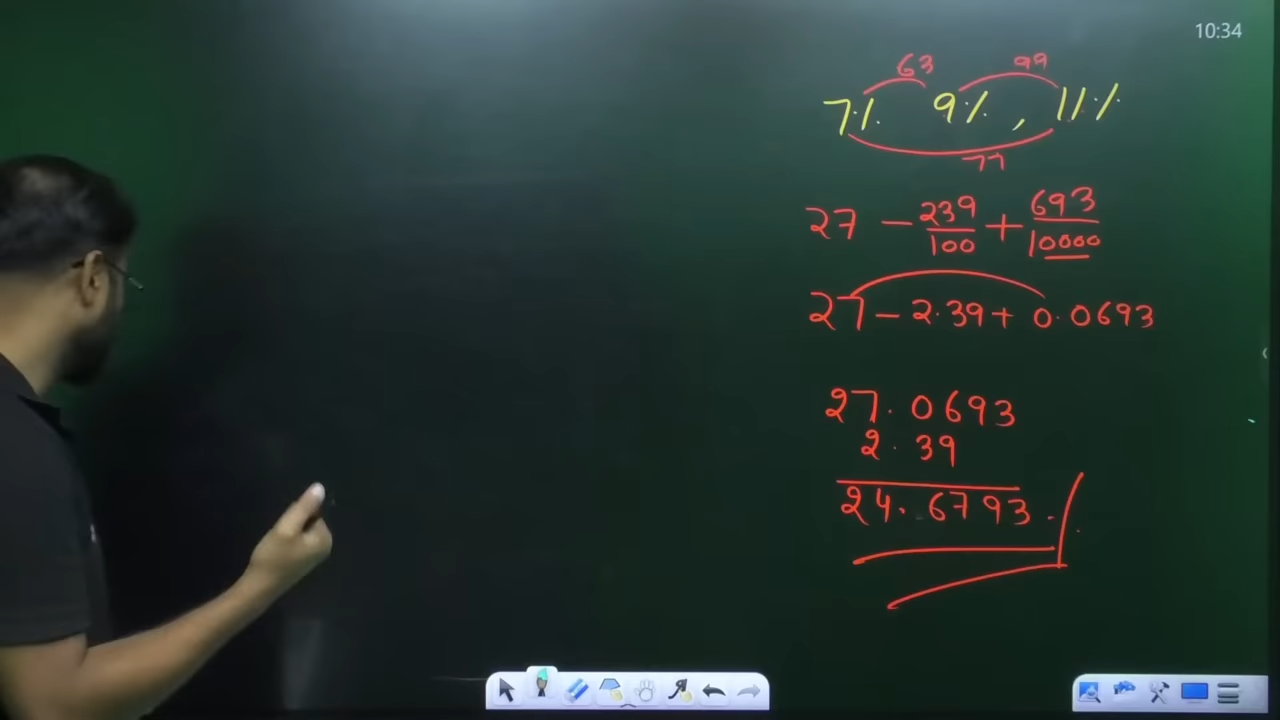 10:34
63 99
7% 9% , 11%
77
27 - 239/100 + 693/10000
27 - 2.39 + 0.0693
27.0693
2.39
24.6793